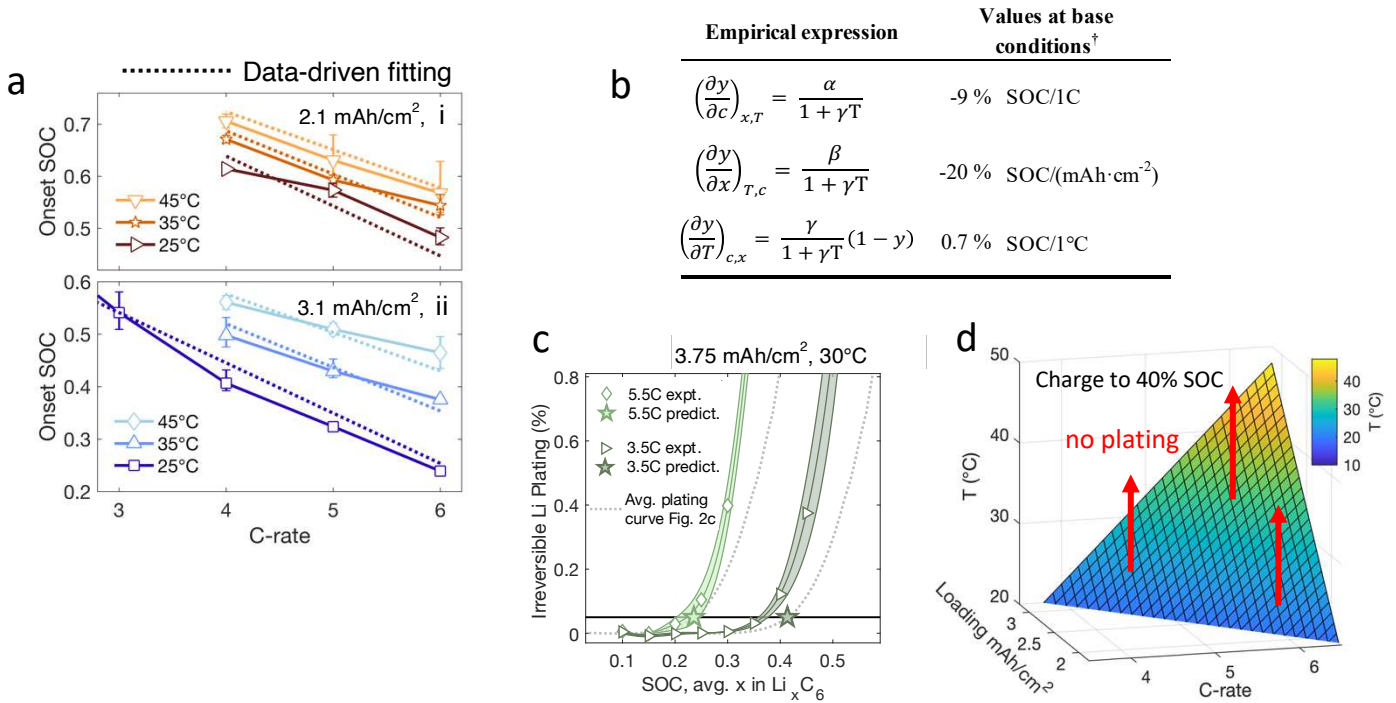 a
Data-driven fitting
2.1 mAh/cm², i
Onset SOC
0.7
0.6
0.5
45°C
35°C
25°C
3.1 mAh/cm², ii
Onset SOC
0.6
0.5
0.4
0.3
0.2
45°C
35°C
25°C
3 4 5 6
C-rate
b
Empirical expression Values at base conditions†
(∂y/∂c)x,T = α/(1 + γT) -9 % SOC/1C
(∂y/∂x)T,c = β/(1 + γT) -20 % SOC/(mAh·cm⁻²)
(∂y/∂T)c,x = γ/(1 + γT) (1 − y) 0.7 % SOC/1°C
c
3.75 mAh/cm², 30°C
Irreversible Li Plating (%)
0.8
0.6
0.4
0.2
0
5.5C expt.
5.5C predict.
3.5C expt.
3.5C predict.
Avg. plating
curve Fig. 2c
0.1 0.2 0.3 0.4 0.5
SOC, avg. x in LiₓC₆
d
Charge to 40% SOC
no plating
T (°C)
50
40
30
20
Loading mAh/cm²
3
2.5
2
4 5 6
C-rate
40
30
20
10
T (°C)